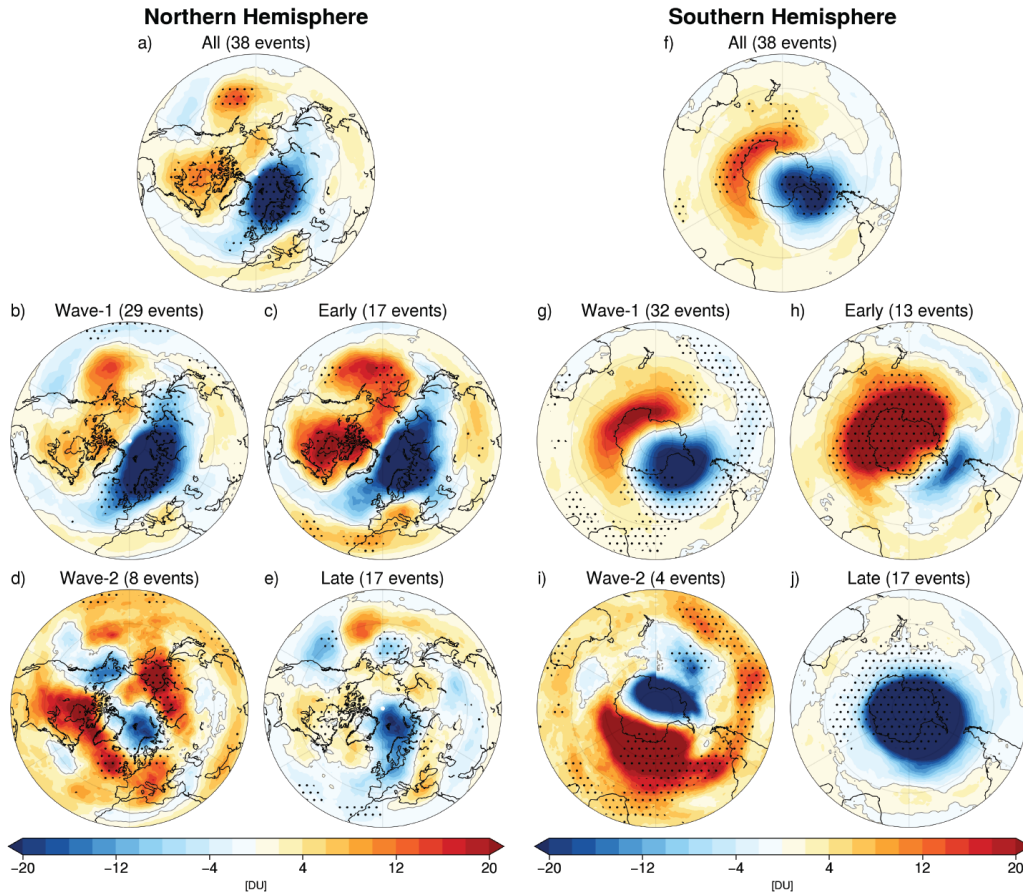 Northern Hemisphere
Southern Hemisphere
a) All (38 events)
f) All (38 events)
b) Wave-1 (29 events)
c) Early (17 events)
g) Wave-1 (32 events)
h) Early (13 events)
d) Wave-2 (8 events)
e) Late (17 events)
i) Wave-2 (4 events)
j) Late (17 events)
−20 −12 −4 4 12 20
[DU]
−20 −12 −4 4 12 20
[DU]